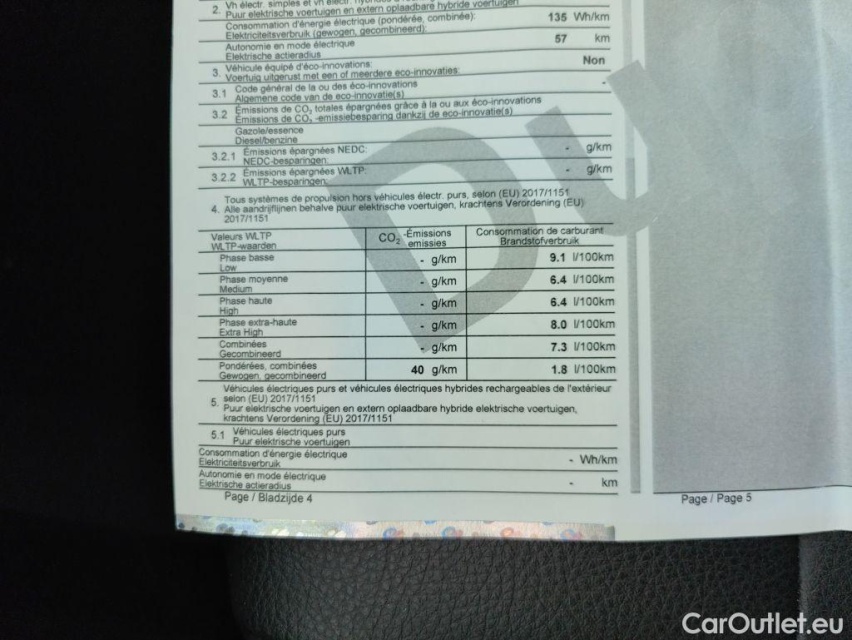 2. Vh électr. simples et vh électr. hybrides
Puur elektrische voertuigen en extern oplaadbare hybride voertuigen
Consommation d'énergie électrique (pondérée, combinée): 135 Wh/km
Elektriciteitsverbruik (gewogen, gecombineerd):
Autonomie en mode électrique 57 km
Elektrische actieradius
3. Véhicule équipé d'éco-innovations: Non
Voertuig uitgerust met een of meerdere eco-innovaties:
3.1 Code général de la ou des éco-innovations -
Algemene code van de eco-innovatie(s)
3.2 Émissions de CO2 totales épargnées grâce à la ou aux éco-innovations
Émissions de CO2 -emissiebesparing dankzij de eco-innovatie(s)
Gazole/essence
Diesel/benzine
3.2.1 Émissions épargnées NEDC: - g/km
NEDC-besparingen:
3.2.2 Émissions épargnées WLTP: - g/km
WLTP-besparingen:
Tous systèmes de propulsion hors véhicules électr. purs, selon (EU) 2017/1151
4. Alle aandrijflijnen behalve puur elektrische voertuigen, krachtens Verordening (EU)
2017/1151
Valeurs WLTP CO2 -Émissions Consommation de carburant
WLTP-waarden emissies Brandstofverbruik
Phase basse - g/km 9.1 l/100km
Low
Phase moyenne - g/km 6.4 l/100km
Medium
Phase haute - g/km 6.4 l/100km
High
Phase extra-haute - g/km 8.0 l/100km
Extra High
Combinées - g/km 7.3 l/100km
Gecombineerd
Pondérées, combinées 40 g/km 1.8 l/100km
Gewogen, gecombineerd
Véhicules électriques purs et véhicules électriques hybrides rechargeables de l'extérieur
5. selon (EU) 2017/1151
Puur elektrische voertuigen en extern oplaadbare hybride elektrische voertuigen,
krachtens Verordening (EU) 2017/1151
5.1 Véhicules électriques purs
Puur elektrische voertuigen
Consommation d'énergie électrique - Wh/km
Elektriciteitsverbruik
Autonomie en mode électrique - km
Elektrische actieradius
Page / Bladzijde 4
Page / Page 5
Du
CarOutlet.eu